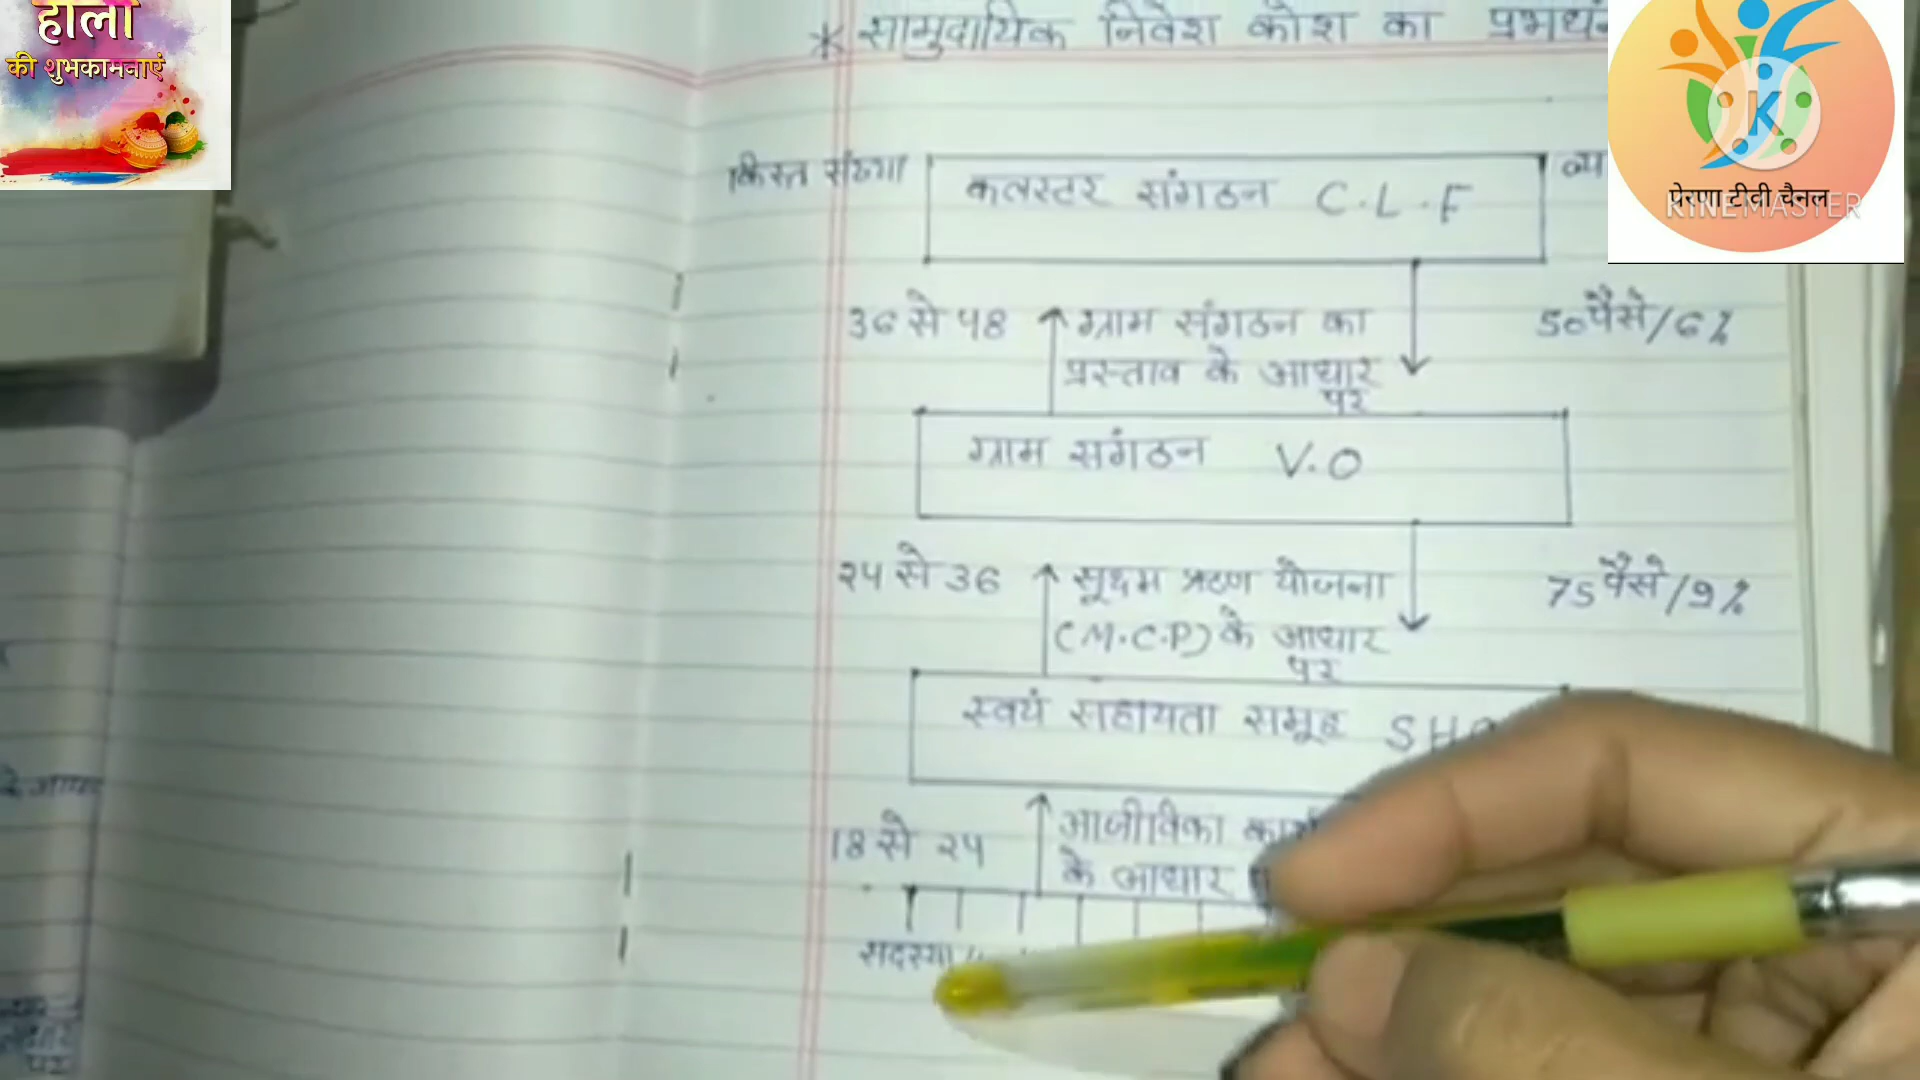 होली
की शुभकामनाएं
* सामुदायिक निवेश कोश का
प्रेरणा टीवी चैनल
KINEMASTER
किस्त संख्या
कलस्टर संगठन C.L.F
36 से 48
ग्राम संगठन का
प्रस्ताव के आधार
पर
50 पैसे/6%
ग्राम संगठन V.O
24 से 36
सूक्ष्म ऋण योजना
(M.C.P) के आधार
पर
75 पैसे/9%
स्वयं सहायता समूह
18 से 24
आजीविका
के आधार
सदस्या